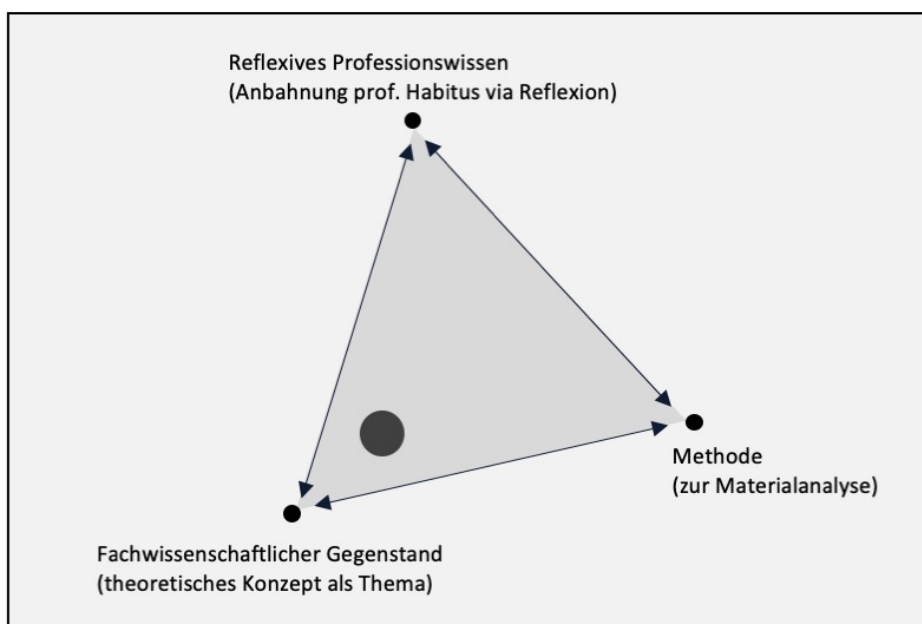 Reflexives Professionswissen
(Anbahnung prof. Habitus via Reflexion)
Methode
(zur Materialanalyse)
Fachwissenschaftlicher Gegenstand
(theoretisches Konzept als Thema)